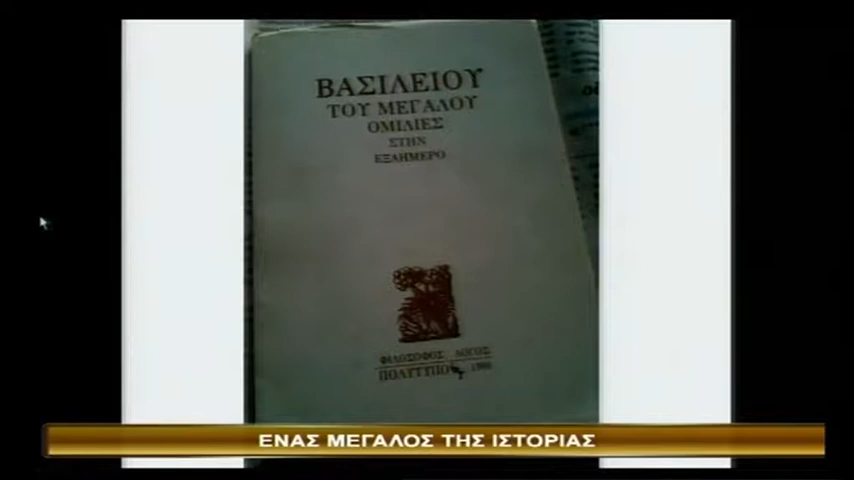 ΒΑΣΙΛΕΙΟΥ
ΤΟΥ ΜΕΓΑΛΟΥ
ΟΜΙΛΙΕΣ
ΣΤΗΝ
ΕΞΑΗΜΕΡΟ
ΦΙΛΟΣΟΦΟΣ ΛΟΓΟΣ
ΠΟΛΥΤΥΠΟ
ΕΝΑΣ ΜΕΓΑΛΟΣ ΤΗΣ ΙΣΤΟΡΙΑΣ